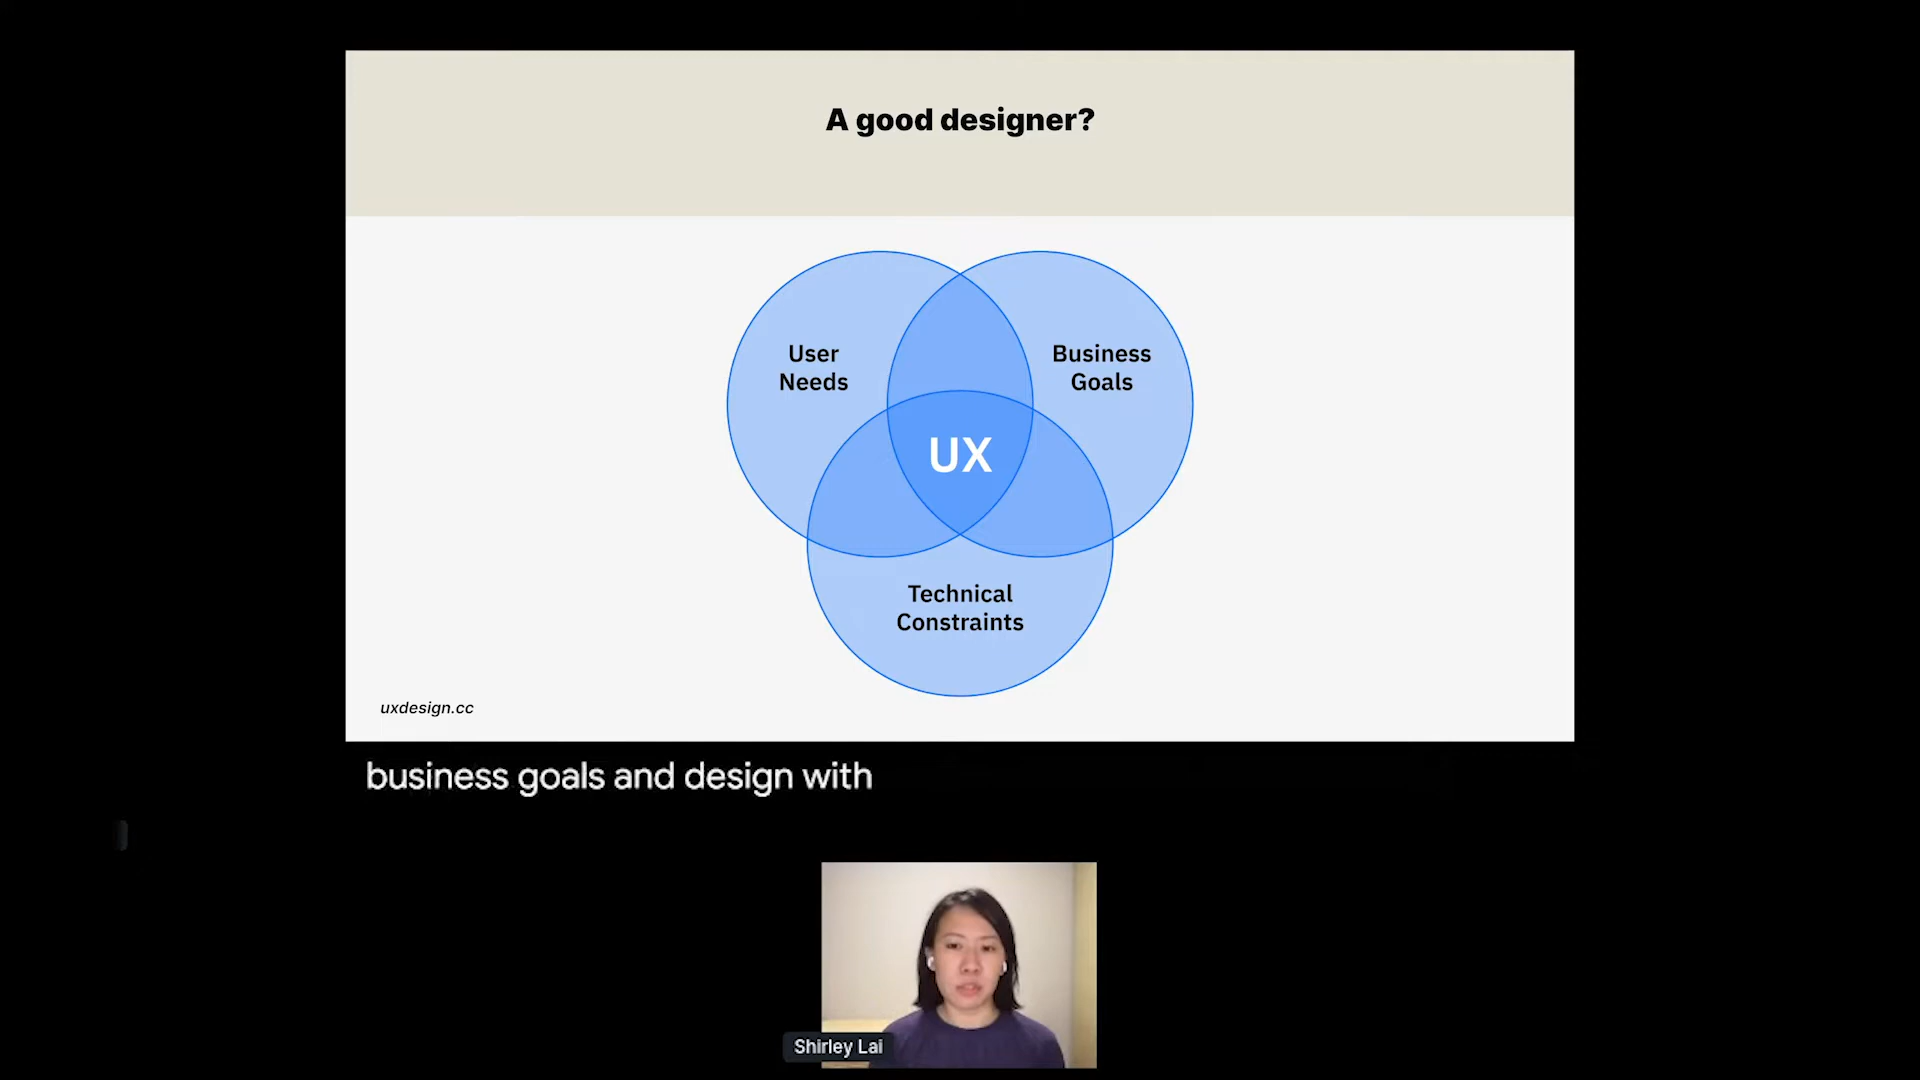 A good designer?
User
Needs
Business
Goals
UX
Technical
Constraints
uxdesign.cc
business goals and design with
Shirley Lai